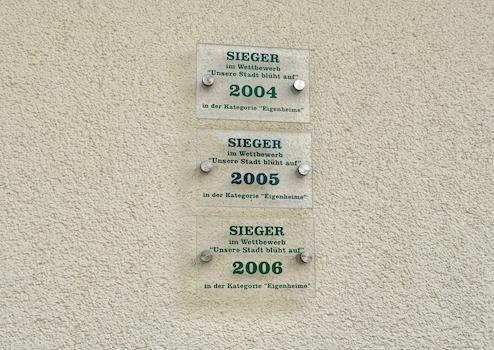 SIEGER
im Wettbewerb
"Unsere Stadt blüht auf"
2004
in der Kategorie "Eigenheime"
SIEGER
im Wettbewerb
"Unsere Stadt blüht auf"
2005
in der Kategorie "Eigenheime"
SIEGER
im Wettbewerb
"Unsere Stadt blüht auf"
2006
in der Kategorie "Eigenheime"